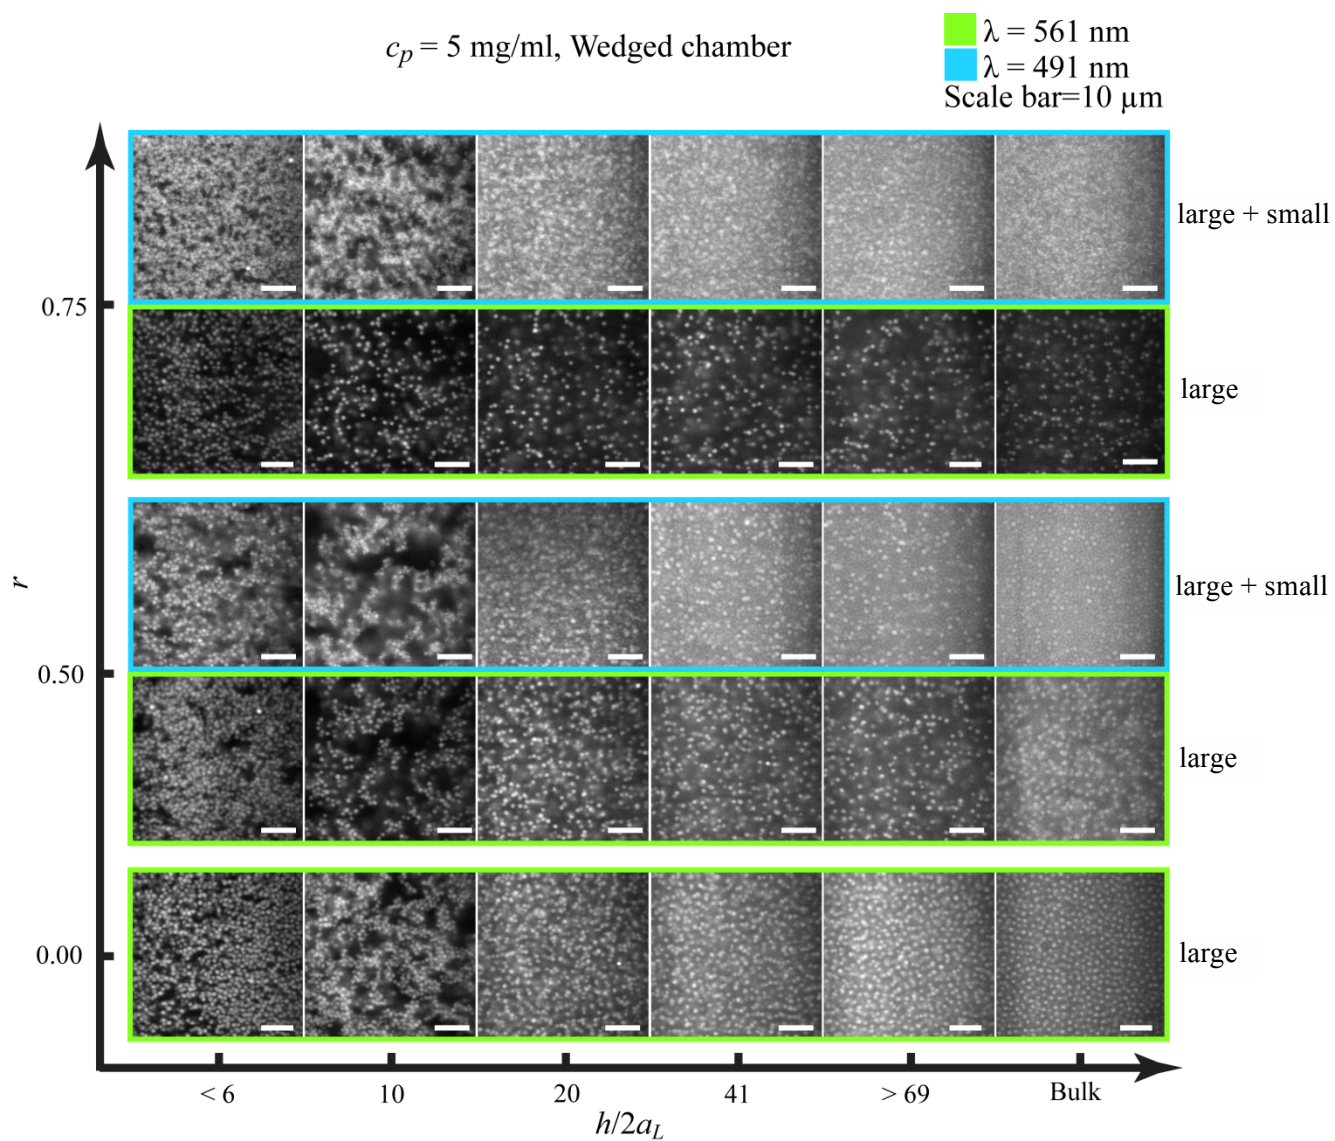 λ = 561 nm
c_p = 5 mg/ml, Wedged chamber
λ = 491 nm
Scale bar=10 μm
large + small
0.75
large
r
large + small
0.50
large
0.00
large
< 6 10 20 41 > 69 Bulk
h/2a_L